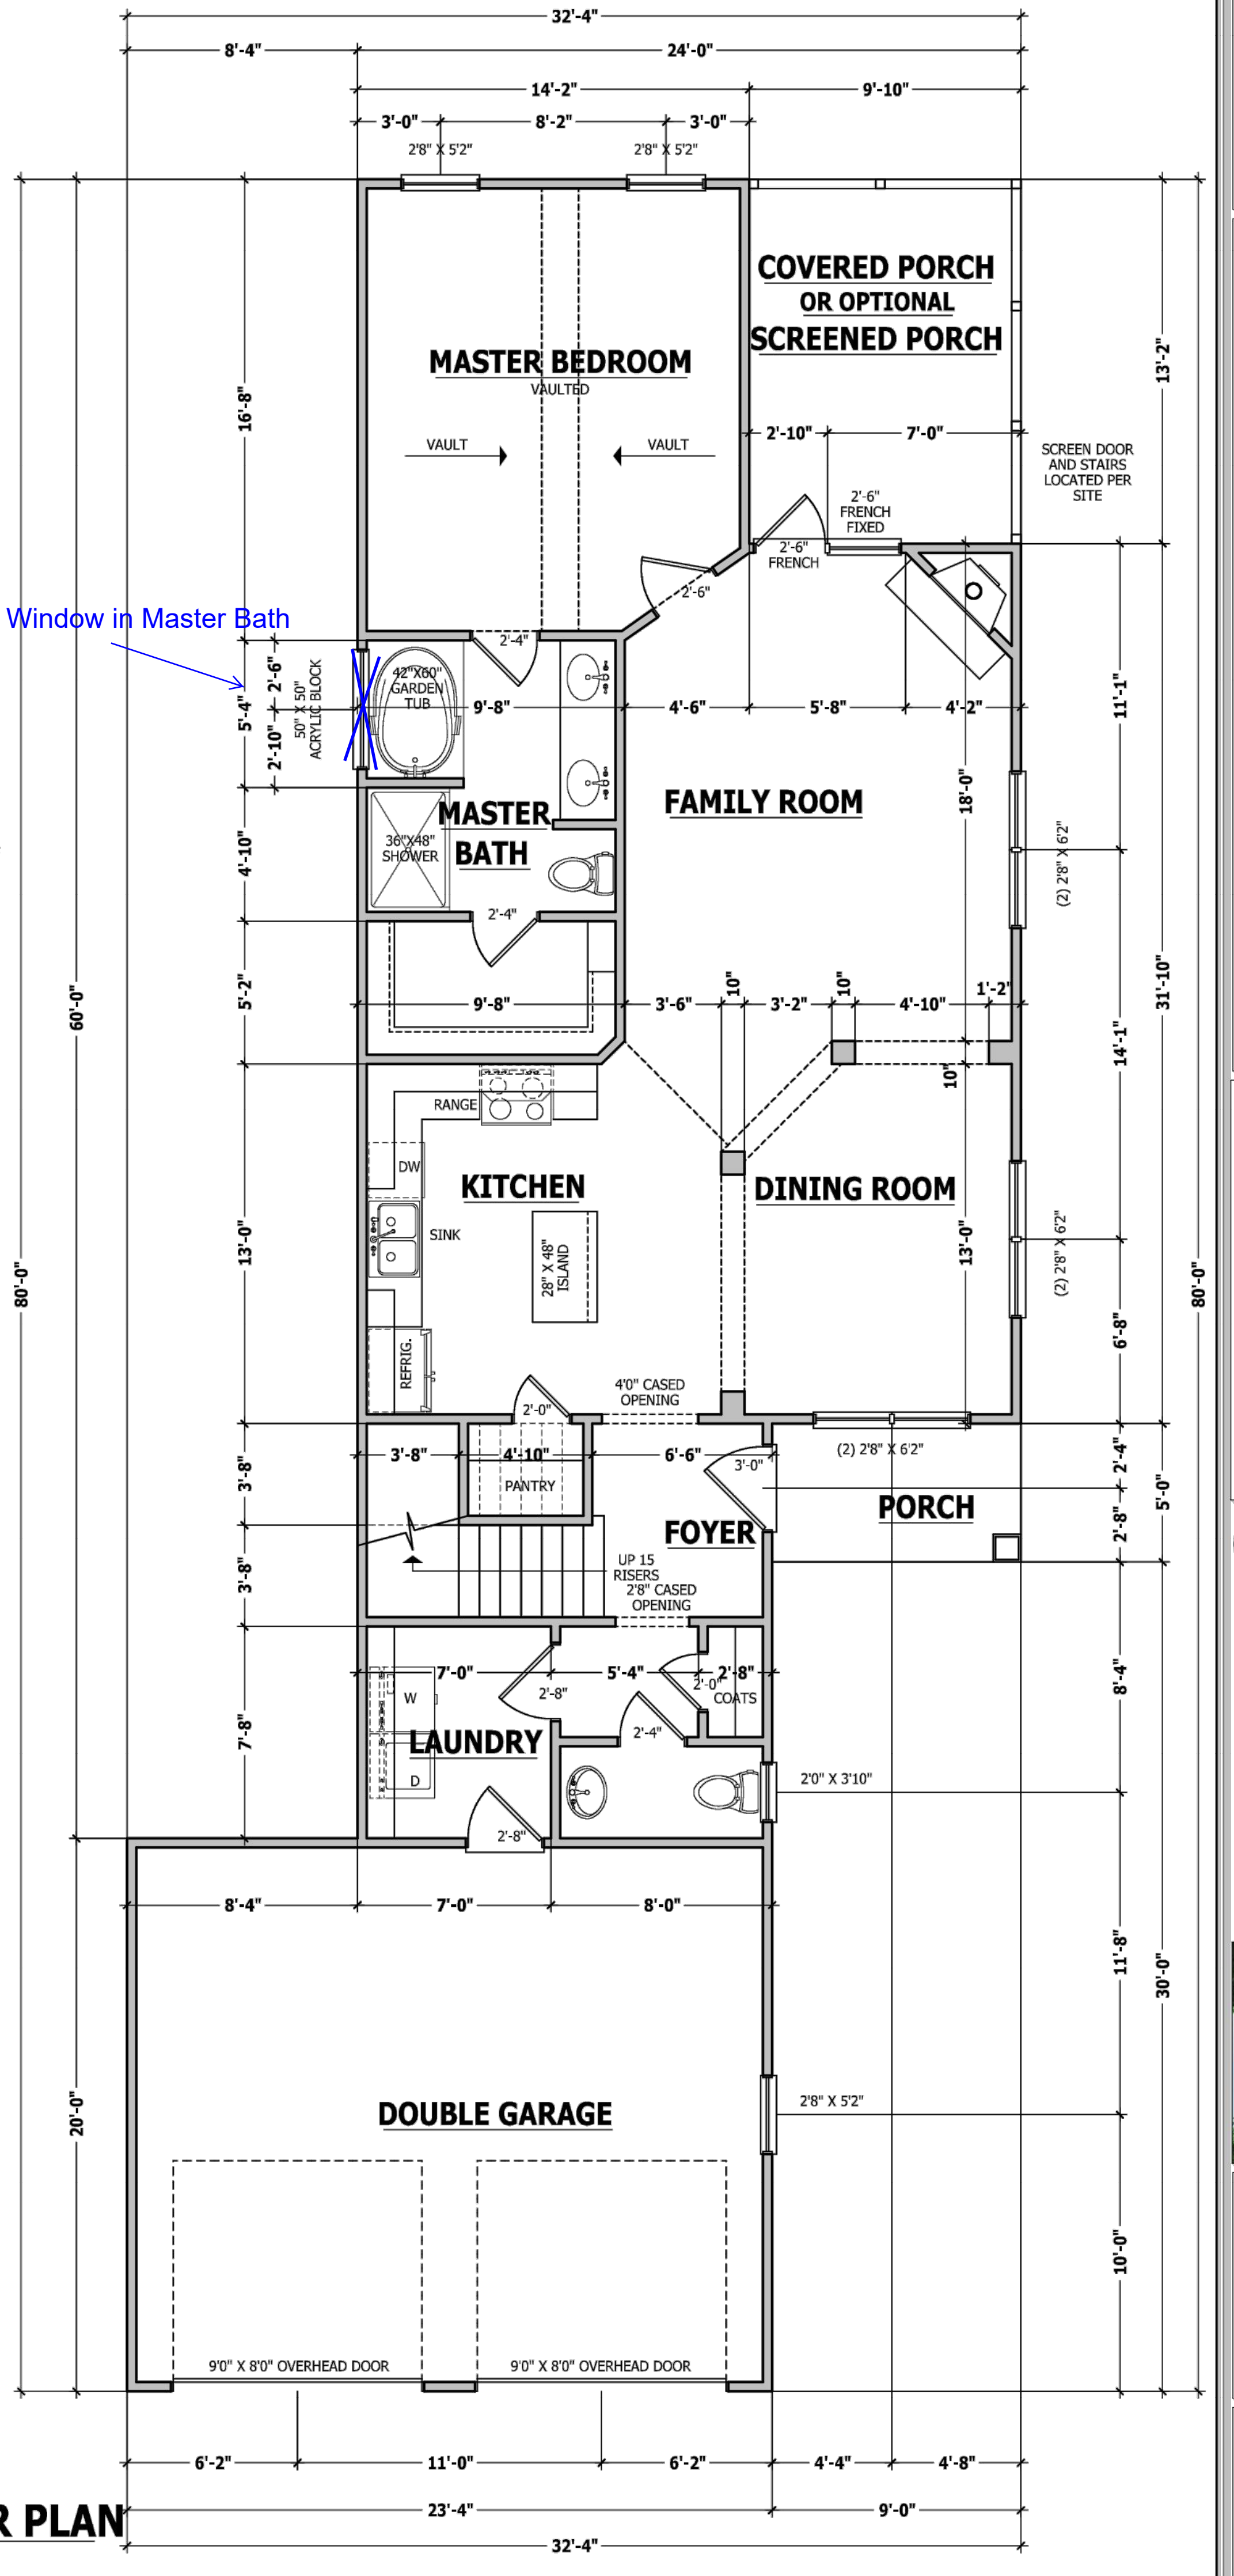 32'-4"
8'-4" 24'-0"
14'-2" 9'-10"
3'-0" 8'-2" 3'-0"
2'8" X 5'2" 2'8" X 5'2"
COVERED PORCH
OR OPTIONAL
SCREENED PORCH
MASTER BEDROOM
VAULTED
VAULT VAULT
16'-8"
13'-2"
2'-10" 7'-0"
SCREEN DOOR
AND STAIRS
LOCATED PER
SITE
2'-6"
FRENCH
FIXED
2'-6"
FRENCH
2'-6"
Window in Master Bath
2'-4"
5'-4"
2'-6"
2'-10"
50" X 50"
ACRYLIC BLOCK
42"X60"
GARDEN
TUB
9'-8" 4'-6" 5'-8" 4'-2"
11'-1"
18'-0"
FAMILY ROOM
MASTER
BATH
36"X48"
SHOWER
4'-10"
(2) 2'8" X 6'2"
2'-4"
60'-0"
5'-2"
9'-8" 3'-6" 10" 3'-2" 10" 4'-10" 1'-2"
31'-10"
14'-1"
10"
RANGE
DW
KITCHEN
DINING ROOM
SINK
28" X 48"
ISLAND
13'-0"
13'-0"
(2) 2'8" X 6'2"
80'-0"
80'-0"
6'-8"
REFRIG.
4'0" CASED
OPENING
2'-0"
3'-8" 4'-10" 6'-6"
(2) 2'8" X 6'2"
3'-0"
PANTRY
3'-8"
2'-4"
5'-0"
2'-8"
PORCH
FOYER
UP 15
RISERS
2'8" CASED
OPENING
3'-8"
7'-0" 5'-4" 2'-8"
8'-4"
2'-0"
COATS
W
2'-8"
2'-4"
LAUNDRY
7'-8"
D
2'0" X 3'10"
2'-8"
8'-4" 7'-0" 8'-0"
11'-8"
30'-0"
20'-0"
DOUBLE GARAGE
2'8" X 5'2"
10'-0"
9'0" X 8'0" OVERHEAD DOOR 9'0" X 8'0" OVERHEAD DOOR
6'-2" 11'-0" 6'-2" 4'-4" 4'-8"
23'-4" 9'-0"
R PLAN
32'-4"